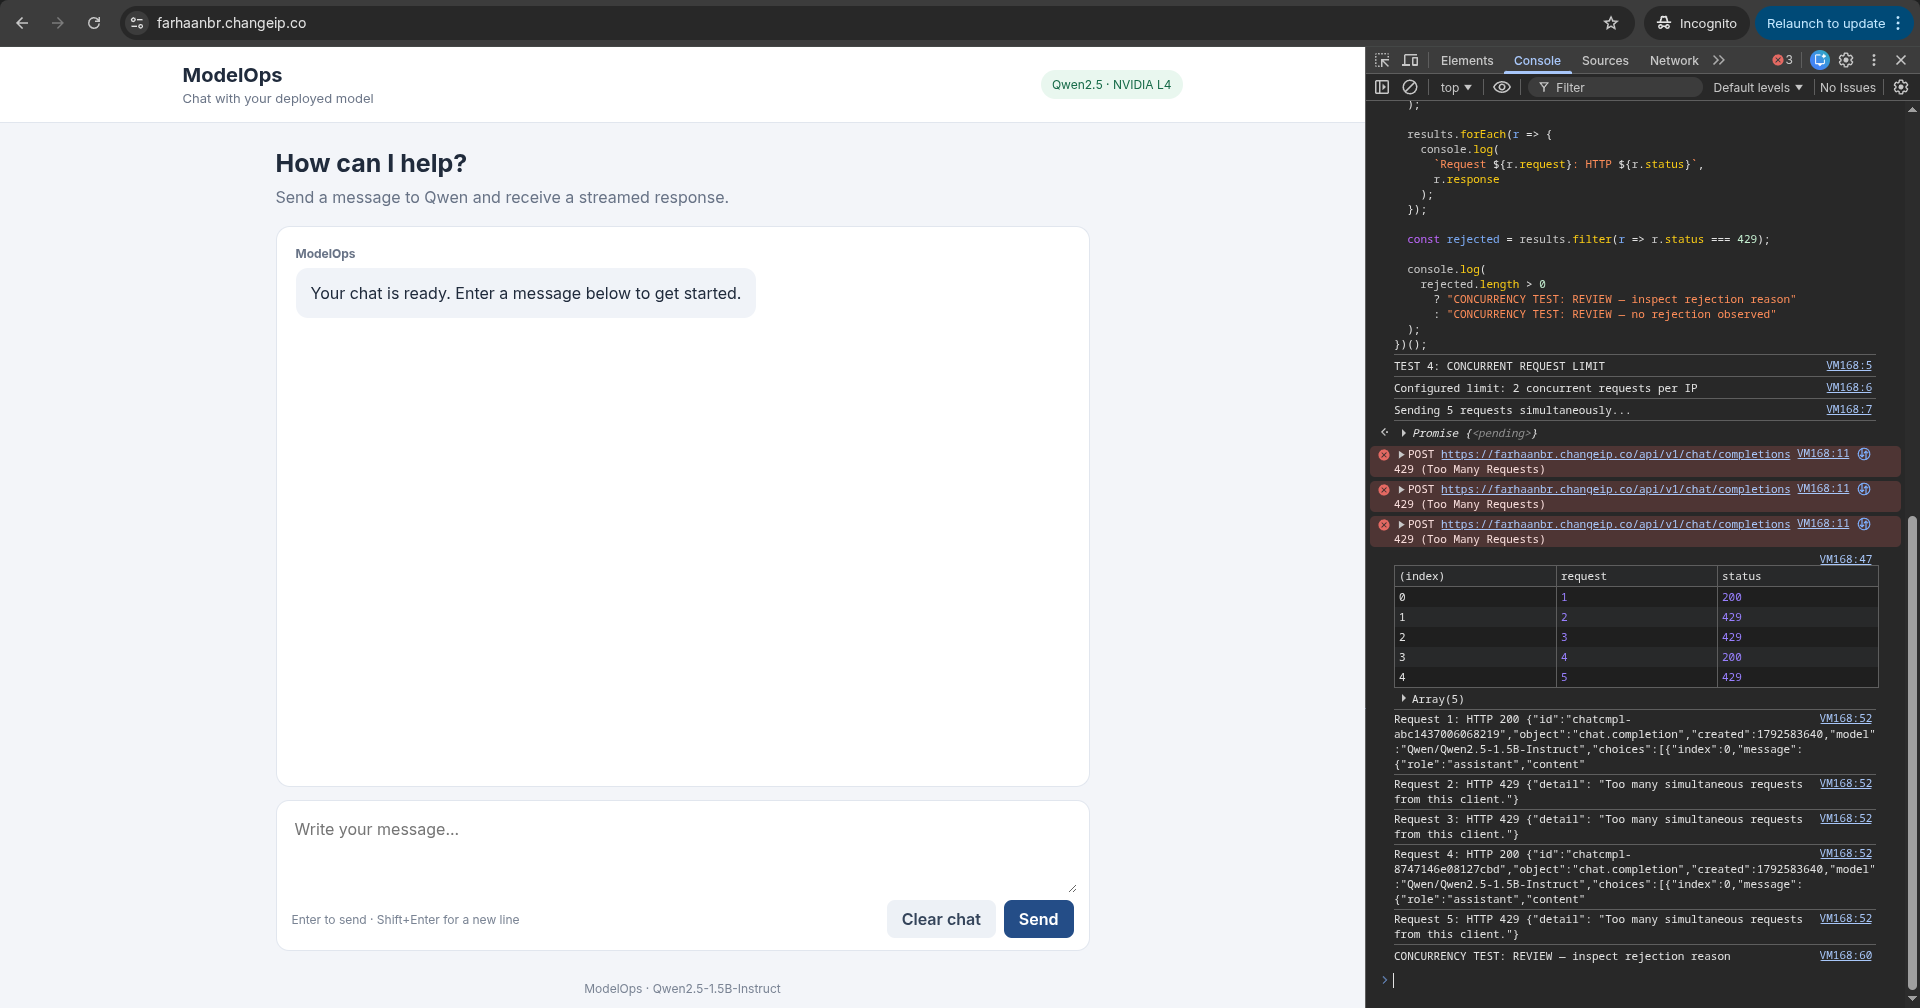 farhaanbr.changeip.co
Incognito
Relaunch to update
ModelOps
Chat with your deployed model
Qwen2.5 · NVIDIA L4
How can I help?
Send a message to Qwen and receive a streamed response.
ModelOps
Your chat is ready. Enter a message below to get started.
Write your message...
Enter to send · Shift+Enter for a new line
Clear chat
Send
ModelOps · Qwen2.5-1.5B-Instruct
Elements
Console
Sources
Network
3
top
Filter
Default levels
No Issues
);
results.forEach(r => {
console.log(
`Request ${r.request}: HTTP ${r.status}`,
r.response
);
});
const rejected = results.filter(r => r.status === 429);
console.log(
rejected.length > 0
? "CONCURRENCY TEST: REVIEW — inspect rejection reason"
: "CONCURRENCY TEST: REVIEW — no rejection observed"
);
})();
TEST 4: CONCURRENT REQUEST LIMIT VM168:5
Configured limit: 2 concurrent requests per IP VM168:6
Sending 5 requests simultaneously... VM168:7
Promise {<pending>}
POST https://farhaanbr.changeip.co/api/v1/chat/completions VM168:11
429 (Too Many Requests)
POST https://farhaanbr.changeip.co/api/v1/chat/completions VM168:11
429 (Too Many Requests)
POST https://farhaanbr.changeip.co/api/v1/chat/completions VM168:11
429 (Too Many Requests)
VM168:47
(index) request status
0 1 200
1 2 429
2 3 429
3 4 200
4 5 429
Array(5)
Request 1: HTTP 200 {"id":"chatcmpl- VM168:52
abc1437006068219","object":"chat.completion","created":1792583640,"model"
:"Qwen/Qwen2.5-1.5B-Instruct","choices":[{"index":0,"message":
{"role":"assistant","content"
Request 2: HTTP 429 {"detail": "Too many simultaneous requests VM168:52
from this client."}
Request 3: HTTP 429 {"detail": "Too many simultaneous requests VM168:52
from this client."}
Request 4: HTTP 200 {"id":"chatcmpl- VM168:52
8747146e08127cbd","object":"chat.completion","created":1792583640,"model"
:"Qwen/Qwen2.5-1.5B-Instruct","choices":[{"index":0,"message":
{"role":"assistant","content"
Request 5: HTTP 429 {"detail": "Too many simultaneous requests VM168:52
from this client."}
CONCURRENCY TEST: REVIEW — inspect rejection reason VM168:60